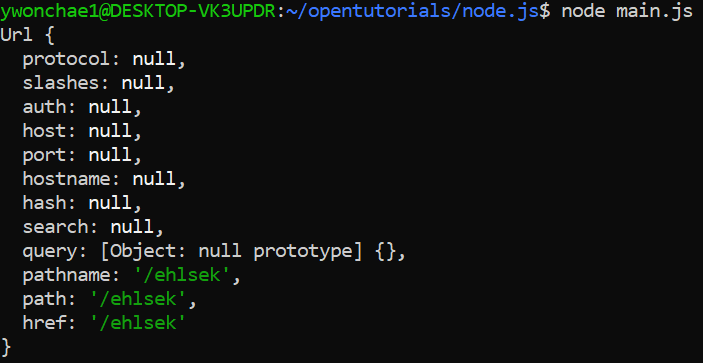 ywonchae1@DESKTOP-VK3UPDR:~/opentutorials/node.js$ node main.js
Url {
  protocol: null,
  slashes: null,
  auth: null,
  host: null,
  port: null,
  hostname: null,
  hash: null,
  search: null,
  query: [Object: null prototype] {},
  pathname: '/ehlsek',
  path: '/ehlsek',
  href: '/ehlsek'
}